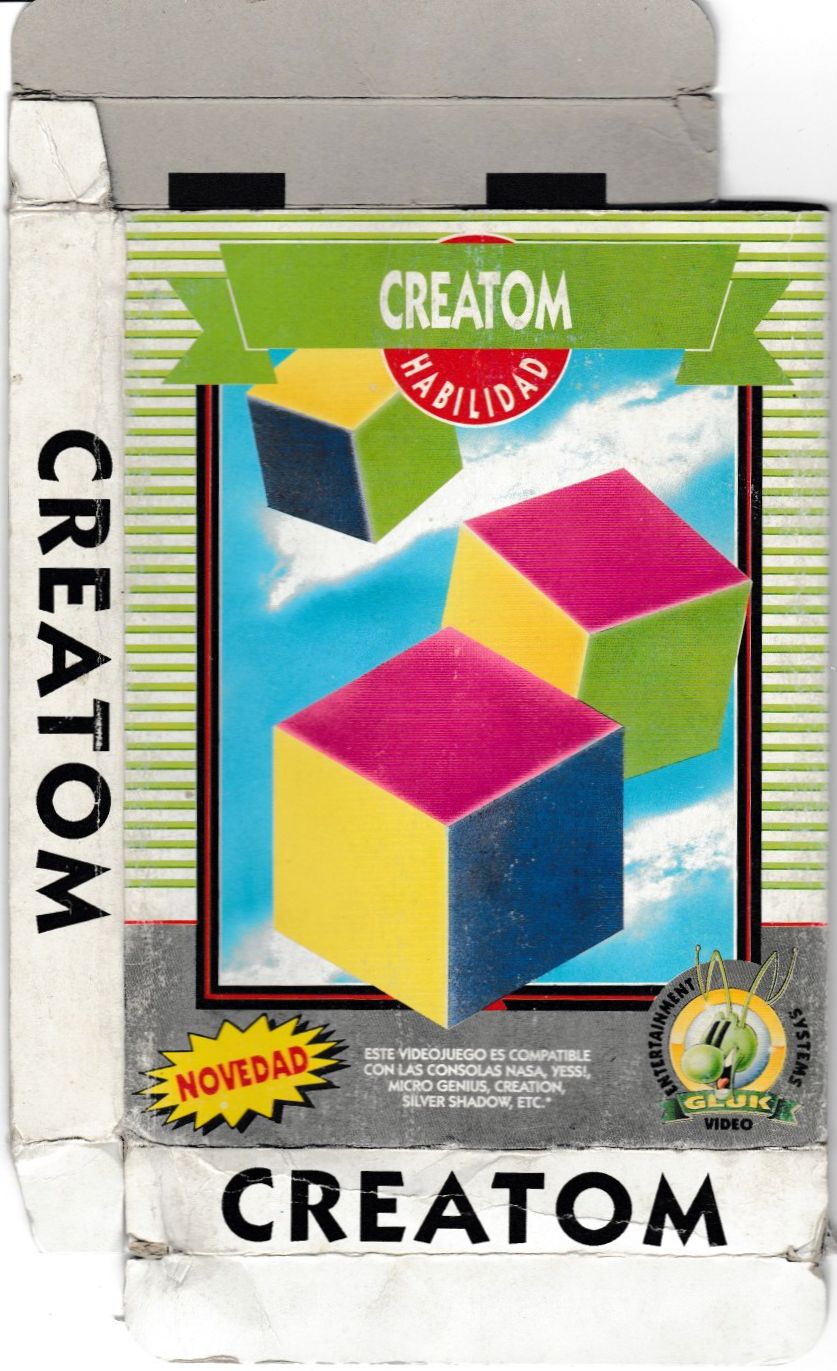 CREATOM
HABILIDAD
CREATOM
NOVEDAD
ESTE VIDEOJUEGO ES COMPATIBLE
CON LAS CONSOLAS NASA, YESS!,
MICRO GENIUS, CREATION,
SILVER SHADOW, ETC.*
ENTERTAINMENT
SYSTEMS
GLUK
VIDEO
CREATOM